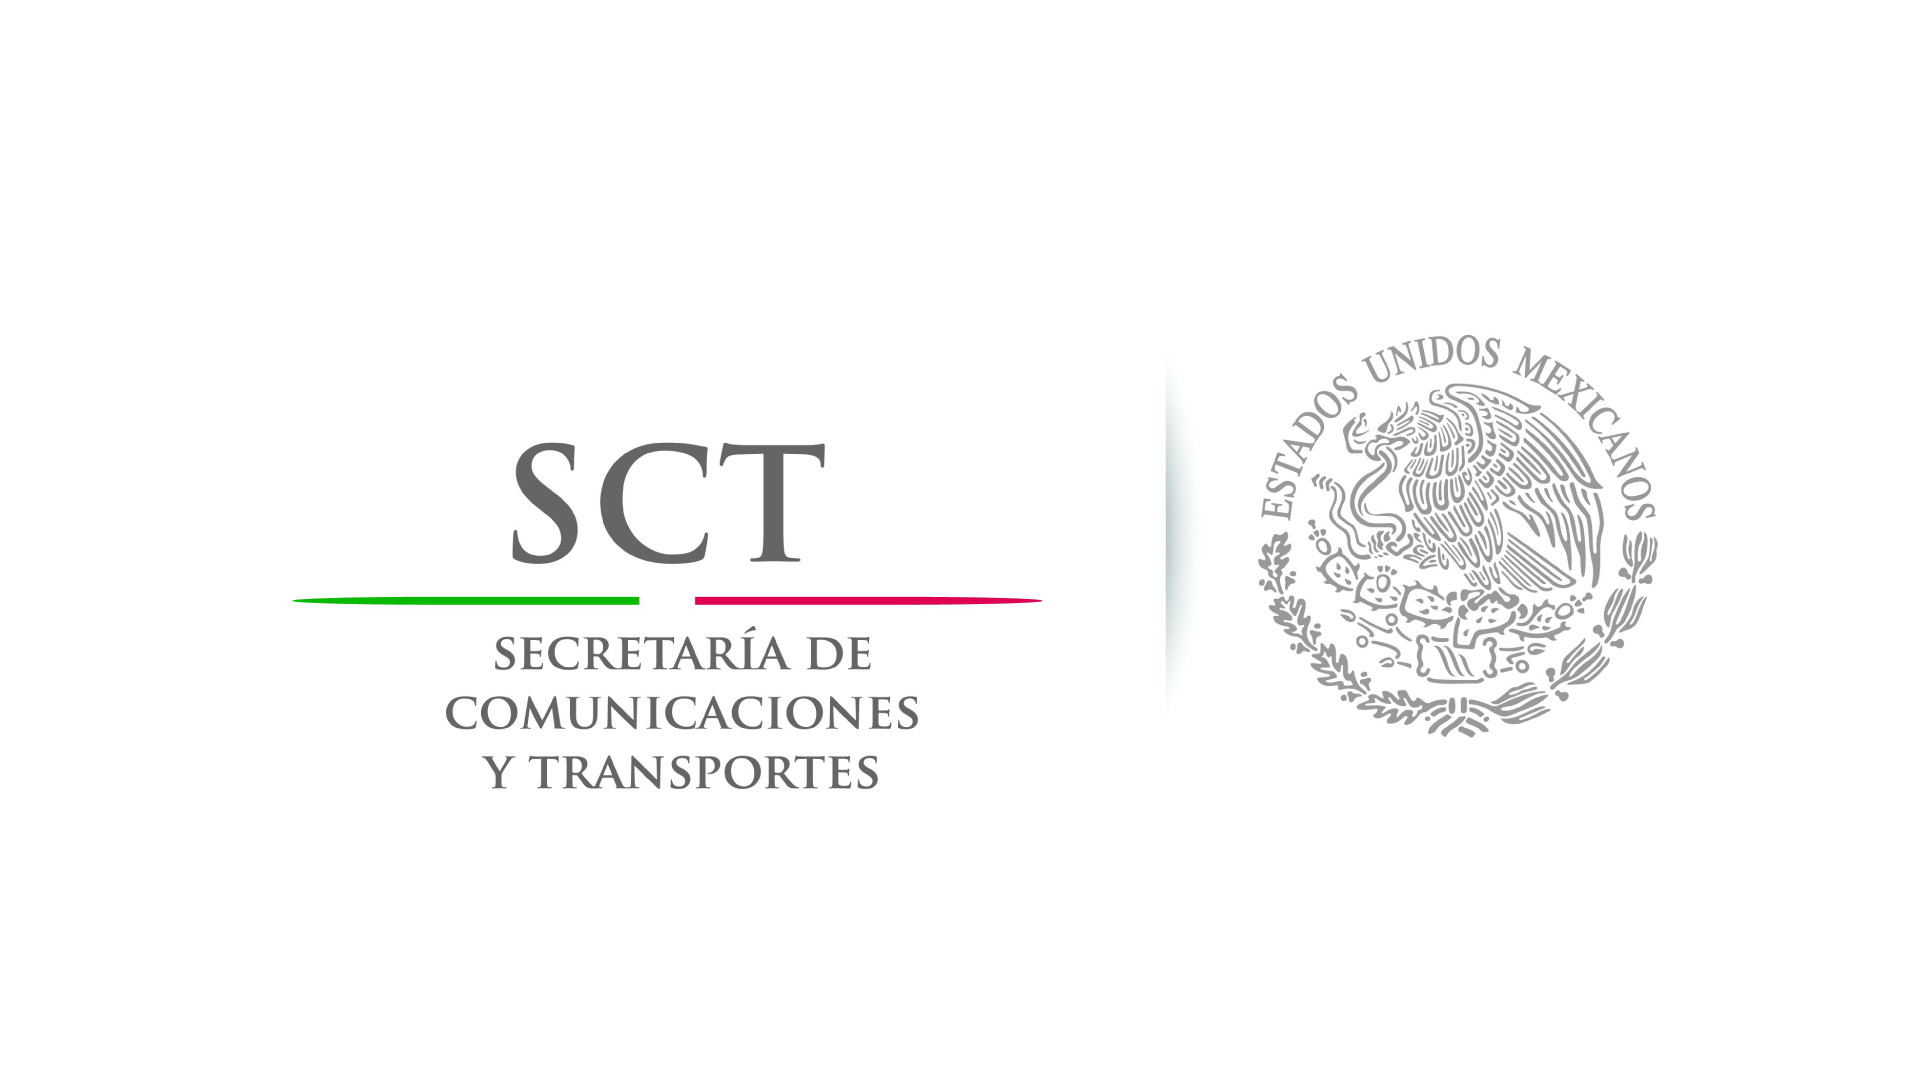 SCT
SECRETARÍA DE
COMUNICACIONES
Y TRANSPORTES
ESTADOS UNIDOS MEXICANOS